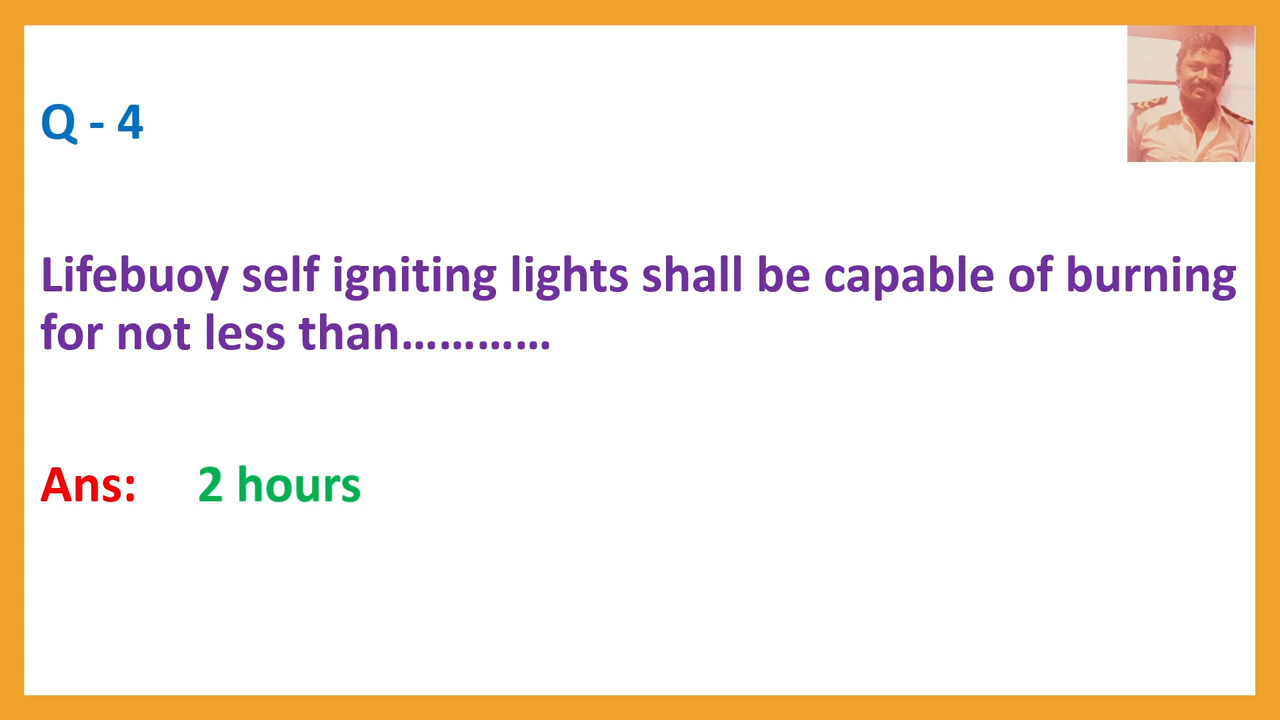 Q - 4
Lifebuoy self igniting lights shall be capable of burning
for not less than…………
Ans: 2 hours